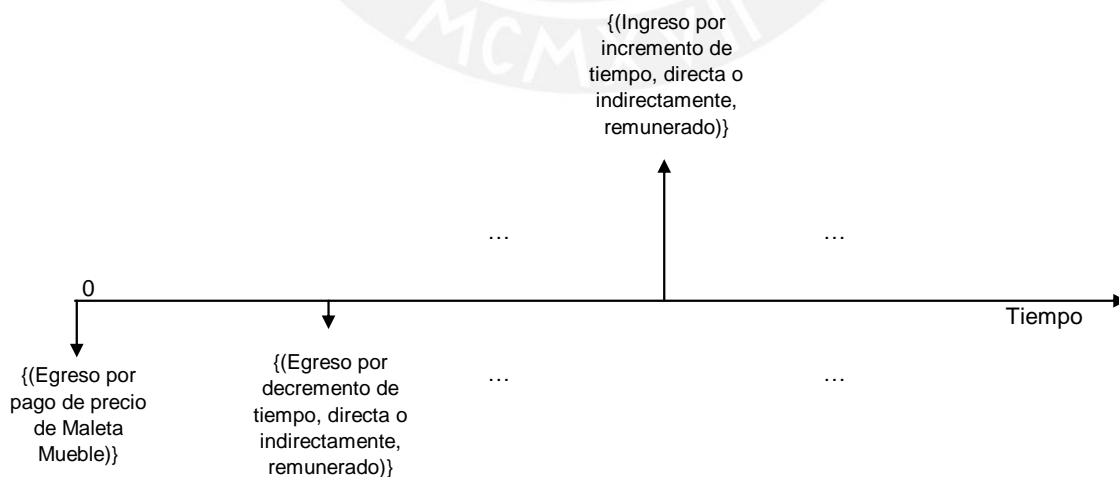 MCMXVII
{(Ingreso por
incremento de
tiempo, directa o
indirectamente,
remunerado)}
…
…
0
Tiempo
{(Egreso por
pago de precio
de Maleta
Mueble)}
{(Egreso por
decremento de
tiempo, directa o
indirectamente,
remunerado)}
…
…